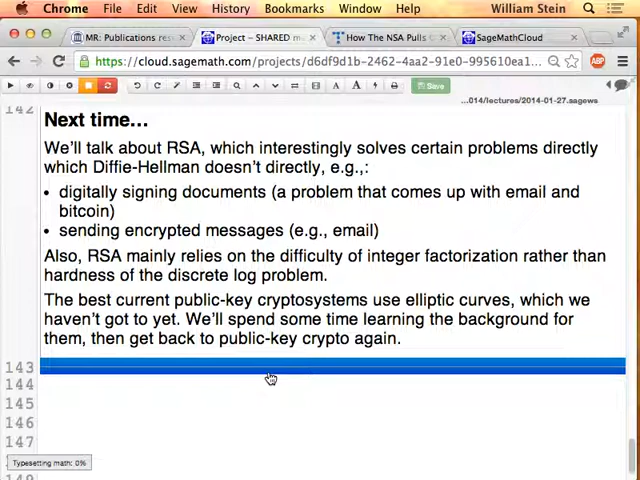 Chrome File Edit View History Bookmarks Window Help William Stein
MR: Publications res
Project – SHARED m
How The NSA Pulls C
SageMathCloud
https://cloud.sagemath.com/projects/d6df9d1b-2462-4aa2-91e0-995610ea1...
ABP
A A Save
...014/lectures/2014-01-27.sagews
142
Next time...
We'll talk about RSA, which interestingly solves certain problems directly
which Diffie-Hellman doesn't directly, e.g.,:
• digitally signing documents (a problem that comes up with email and
bitcoin)
• sending encrypted messages (e.g., email)
Also, RSA mainly relies on the difficulty of integer factorization rather than
hardness of the discrete log problem.
The best current public-key cryptosystems use elliptic curves, which we
haven't got to yet. We'll spend some time learning the background for
them, then get back to public-key crypto again.
143
144
145
146
147
Typesetting math: 0%
149